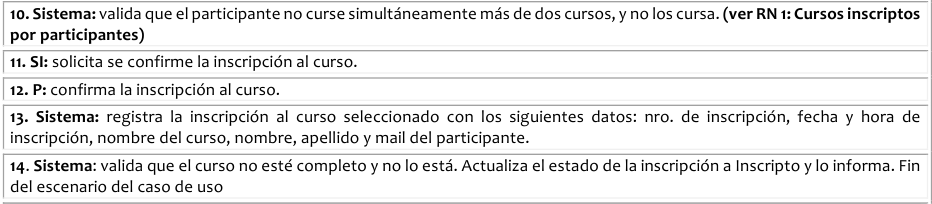 10. Sistema: valida que el participante no curse simultáneamente más de dos cursos, y no los cursa. (ver RN 1: Cursos inscriptos
por participantes)
11. SI: solicita se confirme la inscripción al curso.
12. P: confirma la inscripción al curso.
13. Sistema: registra la inscripción al curso seleccionado con los siguientes datos: nro. de inscripción, fecha y hora de
inscripción, nombre del curso, nombre, apellido y mail del participante.
14. Sistema: valida que el curso no esté completo y no lo está. Actualiza el estado de la inscripción a Inscripto y lo informa. Fin
del escenario del caso de uso